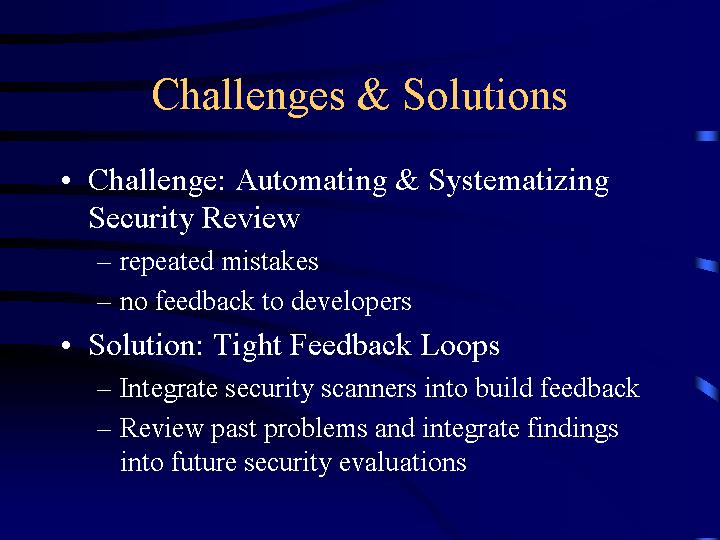 Challenges & Solutions
• Challenge: Automating & Systematizing
Security Review
– repeated mistakes
– no feedback to developers
• Solution: Tight Feedback Loops
– Integrate security scanners into build feedback
– Review past problems and integrate findings
into future security evaluations